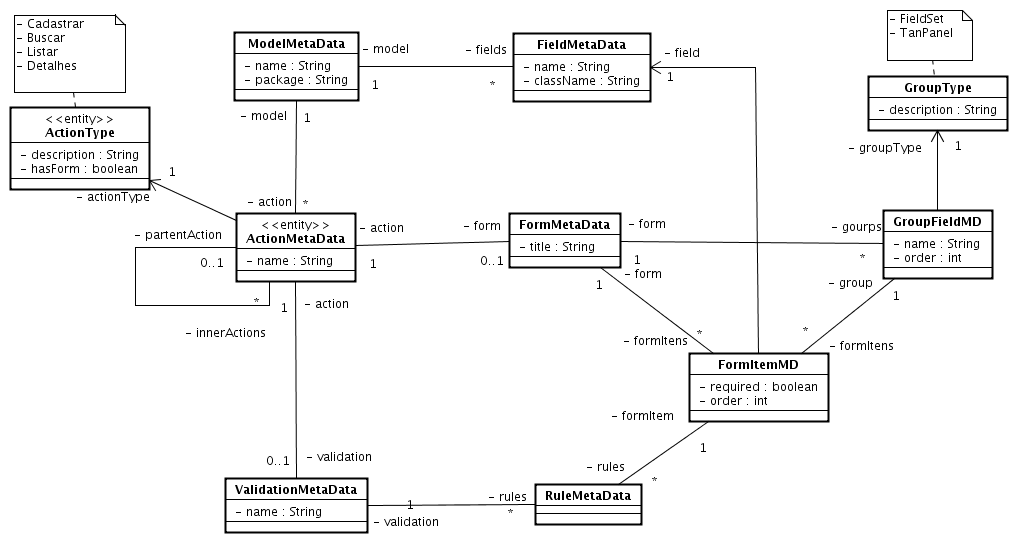 - Cadastrar
- Buscar
- Listar
- Detalhes
<<entity>>
ActionType
- description : String
- hasForm : boolean
- actionType
1
ModelMetaData
- name : String
- package : String
- model
1
- fields
*
FieldMetaData
- name : String
- className : String
- field
1
- FieldSet
- TanPanel
GroupType
- description : String
- groupType
1
- model
1
- action
*
<<entity>>
ActionMetaData
- name : String
- partentAction
0..1
*
- innerActions
- action
1
- form
0..1
FormMetaData
- title : String
- form
1
- gourps
*
GroupFieldMD
- name : String
- order : int
- form
1
- formItens
*
- group
1
*
- formItens
FormItemMD
- required : boolean
- order : int
1
- action
0..1
- validation
ValidationMetaData
- name : String
1
- validation
- rules
*
RuleMetaData
- formItem
1
- rules
*